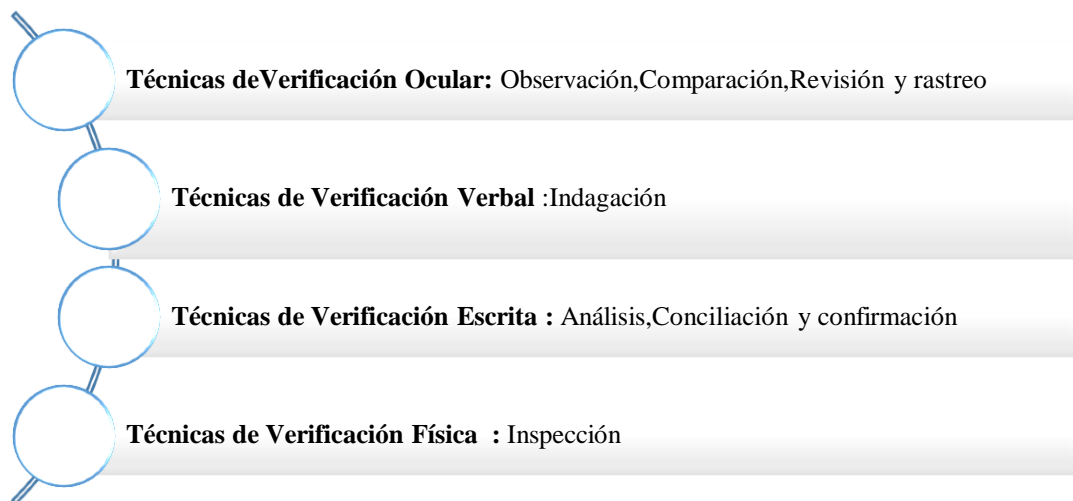 Técnicas deVerificación Ocular: Observación,Comparación,Revisión y rastreo
Técnicas de Verificación Verbal :Indagación
Técnicas de Verificación Escrita : Análisis,Conciliación y confirmación
Técnicas de Verificación Física : Inspección